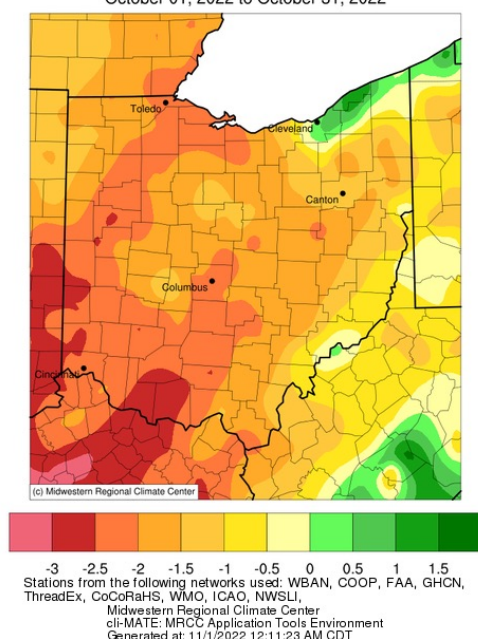 October 01, 2022 to October 31, 2022
Toledo
Cleveland
Canton
Columbus
Cincinnati
(c) Midwestern Regional Climate Center
-3 -2.5 -2 -1.5 -1 -0.5 0 0.5 1 1.5
Stations from the following networks used: WBAN, COOP, FAA, GHCN,
ThreadEx, CoCoRaHS, WMO, ICAO, NWSLI,
Midwestern Regional Climate Center
cli-MATE: MRCC Application Tools Environment
Generated at: 11/1/2022 12:11:23 AM CDT